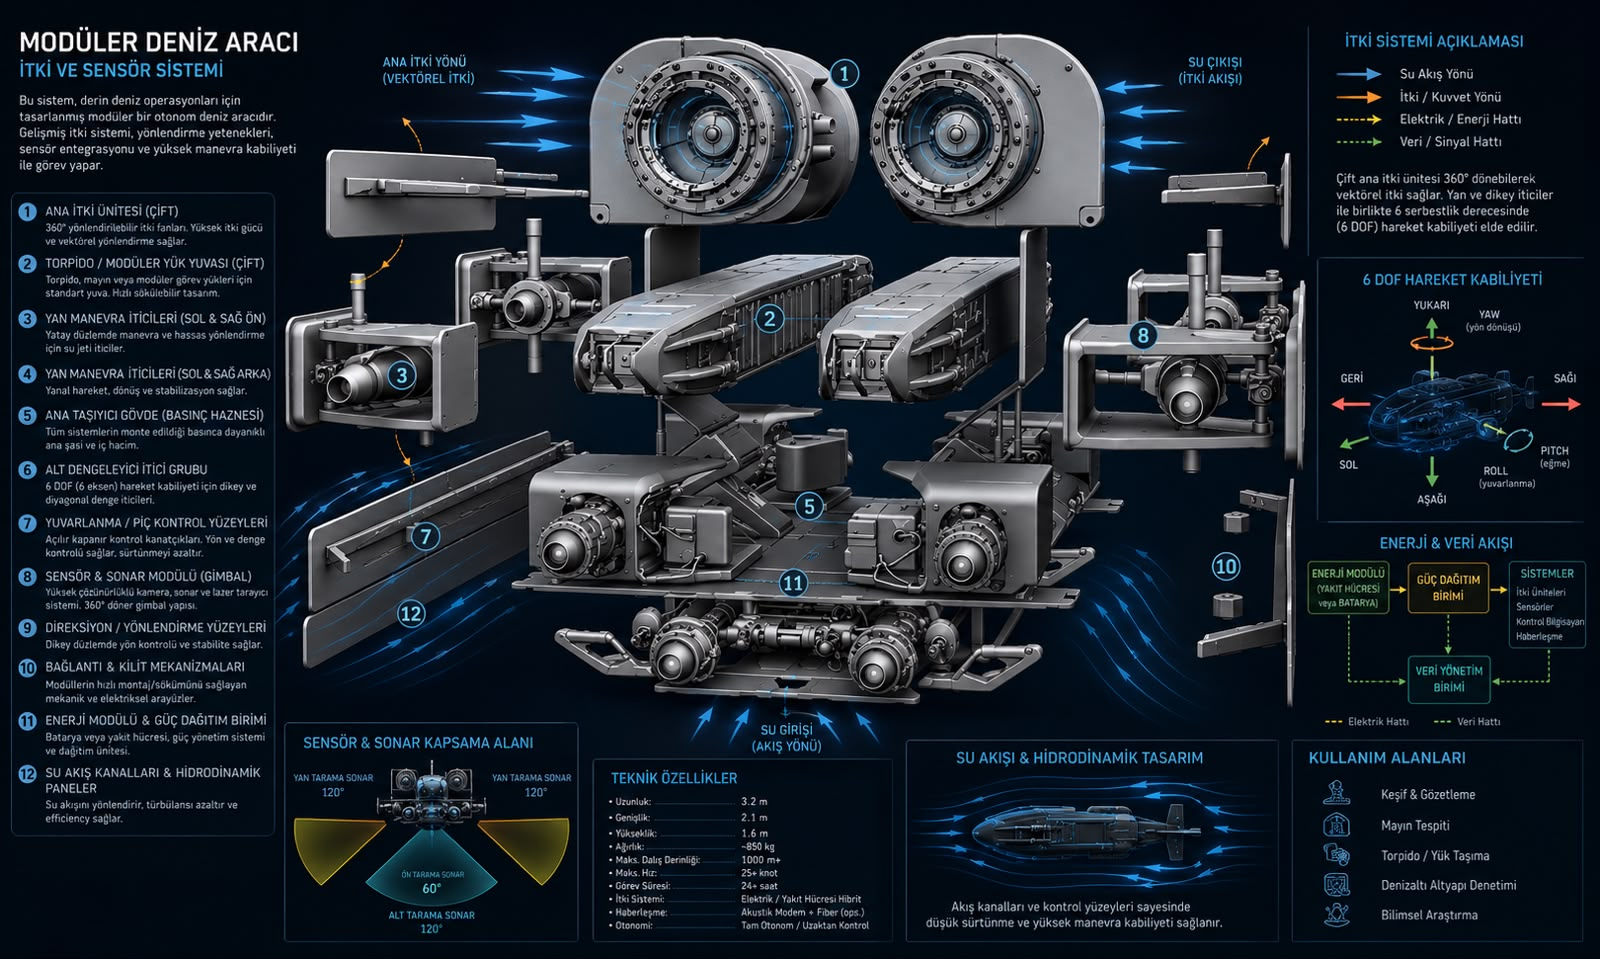 MODÜLER DENİZ ARACI
İTKİ VE SENSÖR SİSTEMİ
Bu sistem, derin deniz operasyonları için
tasarlanmış modüler bir otonom deniz aracıdır.
Gelişmiş itki sistemi, yönlendirme yetenekleri,
sensör entegrasyonu ve yüksek manevra kabiliyeti
ile görev yapar.
1 ANA İTKİ ÜNİTESİ (ÇİFT)
360° yönlendirilebilir itki fanları. Yüksek itki gücü
ve vektörel yönlendirme sağlar.
2 TORPİDO / MODÜLER YÜK YUVASI (ÇİFT)
Torpido, mayın veya modüler görev yükleri için
standart yuva. Hızlı sökülebilir tasarım.
3 YAN MANEVRA İTİCİLERİ (SOL & SAĞ ÖN)
Yatay düzlemde manevra ve hassas yönlendirme
için su jeti iticiler.
4 YAN MANEVRA İTİCİLERİ (SOL & SAĞ ARKA)
Yanal hareket, dönüş ve stabilizasyon sağlar.
5 ANA TAŞIYICI GÖVDE (BASINÇ HAZNESİ)
Tüm sistemlerin monte edildiği basınca dayanıklı
ana şasi ve iç hacim.
6 ALT DENGELEYİCİ İTİCİ GRUBU
6 DOF (6 eksen) hareket kabiliyeti için dikey ve
diyagonal denge iticileri.
7 YUVARLANMA / PİÇ KONTROL YÜZEYLERİ
Açılır kapanır kontrol kanatçıkları. Yön ve denge
kontrolü sağlar, sürtünmeyi azaltır.
8 SENSÖR & SONAR MODÜLÜ (GİMBAL)
Yüksek çözünürlüklü kamera, sonar ve lazer tarayıcı
sistemi. 360° döner gimbal yapısı.
9 DİREKSİYON / YÖNLENDİRME YÜZEYLERİ
Dikey düzlemde yön kontrolü ve stabilite sağlar.
10 BAĞLANTI & KİLİT MEKANİZMALARI
Modüllerin hızlı montaj/sökümünü sağlayan
mekanik ve elektriksel arayüzler.
11 ENERJİ MODÜLÜ & GÜÇ DAĞITIM BİRİMİ
Batarya veya yakıt hücresi, güç yönetim sistemi
ve dağıtım ünitesi.
12 SU AKIŞ KANALLARI & HİDRODİNAMİK
PANELER
Su akışını yönlendirir, türbülansı azaltır ve
efficiency sağlar.
ANA İTKİ YÖNÜ
(VEKTÖREL İTKİ)
SU ÇIKIŞI
(İTKİ AKIŞI)
1
2
3
8
5
7
10
11
12
SU GİRİŞİ
(AKIŞ YÖNÜ)
İTKİ SİSTEMİ AÇIKLAMASI
Su Akış Yönü
İtki / Kuvvet Yönü
Elektrik / Enerji Hattı
Veri / Sinyal Hattı
Çift ana itki ünitesi 360° dönebilerek
vektörel itki sağlar. Yan ve dikey iticiler
ile birlikte 6 serbestlik derecesinde
(6 DOF) hareket kabiliyeti elde edilir.
6 DOF HAREKET KABİLİYETİ
YUKARI
YAW
(yön dönüşü)
GERİ
SAĞI
SOL
PITCH
(eğme)
ROLL
(yuvarlanma)
AŞAĞI
ENERJİ & VERİ AKIŞI
ENERJİ MODÜLÜ
(YAKIT HÜCRESİ
veya BATARYA)
GÜÇ DAĞITIM
BİRİMİ
SİSTEMLER
İtki Üniteleri
Sensörler
Kontrol Bilgisayarı
Haberleşme
VERİ YÖNETİM
BİRİMİ
Elektrik Hattı
Veri Hattı
SENSÖR & SONAR KAPSAMA ALANI
YAN TARAMA SONAR
120°
YAN TARAMA SONAR
120°
ÖN TARAMA SONAR
60°
ALT TARAMA SONAR
120°
TEKNİK ÖZELLİKLER
• Uzunluk: 3.2 m
• Genişlik: 2.1 m
• Yükseklik: 1.6 m
• Ağırlık: ~850 kg
• Maks. Dalış Derinliği: 1000 m+
• Maks. Hız: 25+ knot
• Görev Süresi: 24+ saat
• İtki Sistemi: Elektrik / Yakıt Hücresi Hibrit
• Haberleşme: Akustik Modem + Fiber (ops.)
• Otonomi: Tam Otonom / Uzaktan Kontrol
SU AKIŞI & HİDRODİNAMİK TASARIM
Akış kanalları ve kontrol yüzeyleri sayesinde
düşük sürtünme ve yüksek manevra kabiliyeti sağlanır.
KULLANIM ALANLARI
Keşif & Gözetleme
Mayın Tespiti
Torpido / Yük Taşıma
Denizaltı Altyapı Denetimi
Bilimsel Araştırma